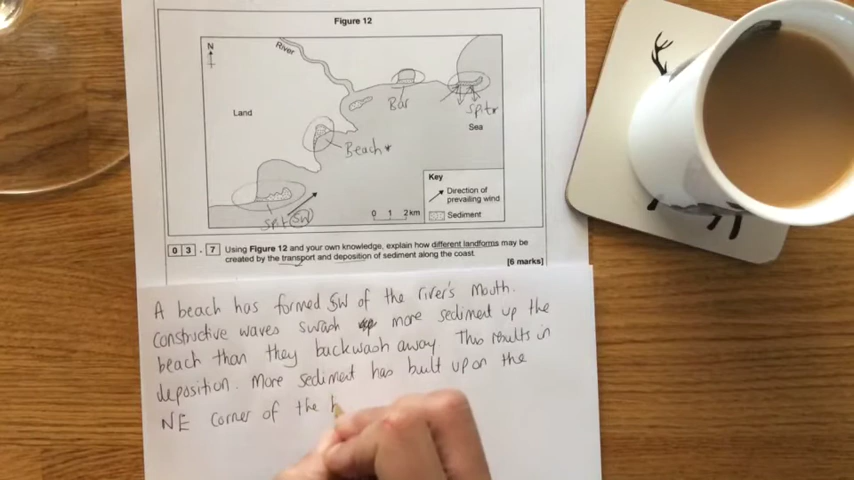 Figure 12
N
River
Land
Bar
Spit
Sea
Beach*
Key
Direction of
prevailing wind
Sediment
0 1 2km
Spit SW
0 3 . 7 Using Figure 12 and your own knowledge, explain how different landforms may be
created by the transport and deposition of sediment along the coast.
[6 marks]
A beach has formed SW of the river's mouth.
Constructive waves swash more sediment up the
beach than they backwash away. This results in
deposition. More sediment has built up on the
NE corner of the b